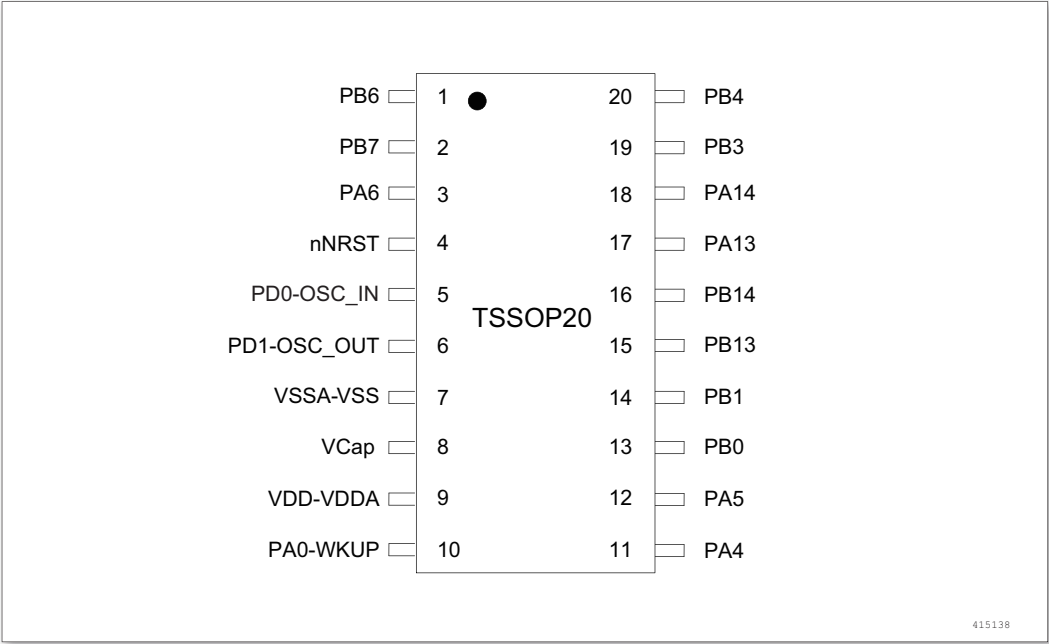 PB6 1 20 PB4
PB7 2 19 PB3
PA6 3 18 PA14
nNRST 4 17 PA13
PD0-OSC_IN 5 16 PB14
TSSOP20
PD1-OSC_OUT 6 15 PB13
VSSA-VSS 7 14 PB1
VCap 8 13 PB0
VDD-VDDA 9 12 PA5
PA0-WKUP 10 11 PA4
415138